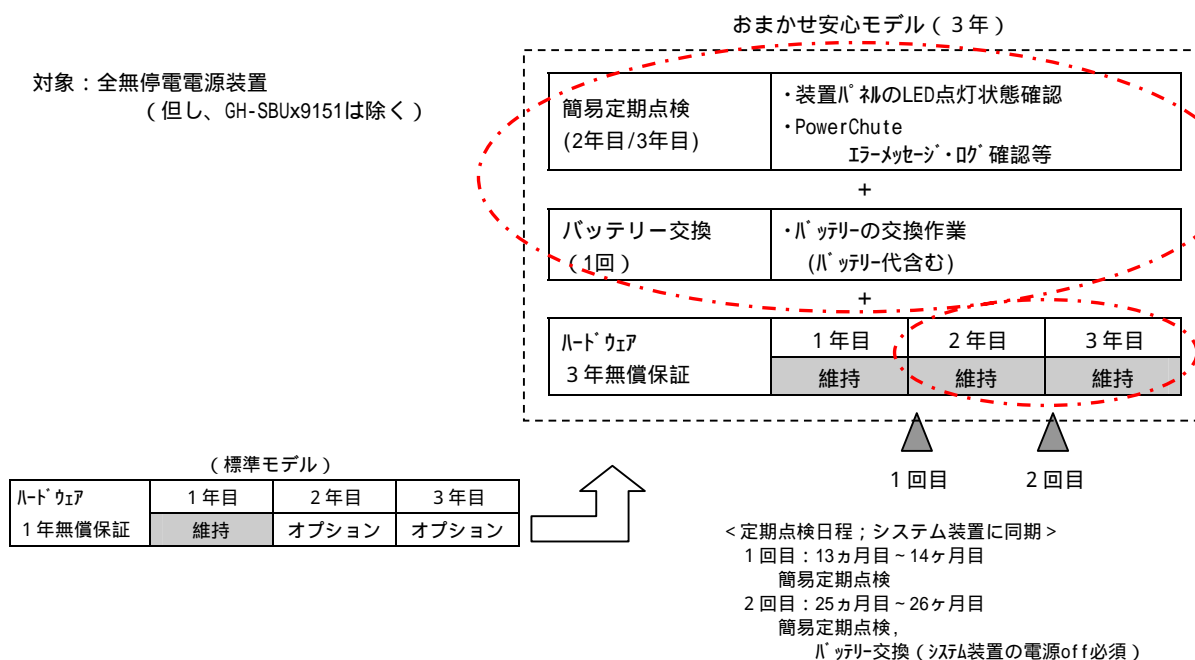 おまかせ安心モデル(3年)
対象:全無停電電源装置
(但し、GH-SBUx9151は除く)
簡易定期点検
(2年目/3年目)
・装置ﾊﾟﾈﾙのLED点灯状態確認
・PowerChute
ｴﾗｰﾒｯｾｰｼﾞ・ﾛｸﾞ確認等
+
バッテリー交換
(1回)
・ﾊﾞｯﾃﾘｰの交換作業
(ﾊﾞｯﾃﾘｰ代含む)
+
ﾊｰﾄﾞｳｪｱ
3年無償保証
1年目 2年目 3年目
維持 維持 維持
1回目 2回目
(標準モデル)
ﾊｰﾄﾞｳｪｱ
1年無償保証
1年目 2年目 3年目
維持 オプション オプション
<定期点検日程;システム装置に同期>
1回目:13ヵ月目~14ヶ月目
簡易定期点検
2回目:25ヵ月目~26ヶ月目
簡易定期点検,
ﾊﾞｯﾃﾘｰ交換(ｼｽﾃﾑ装置の電源off必須)